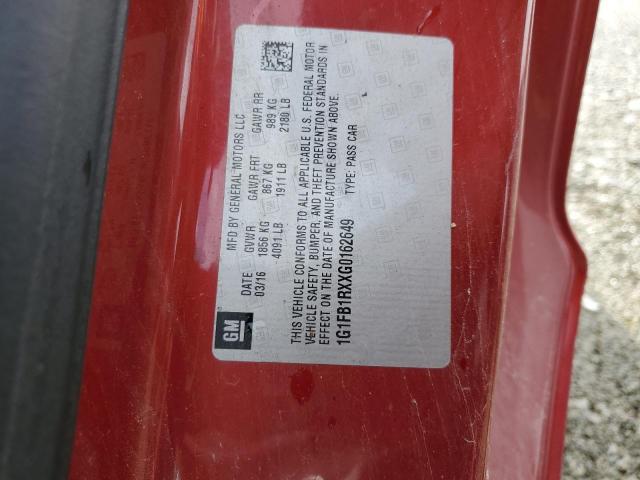 MFD BY GENERAL MOTORS LLC
DATE GVWR GAWR FRT GAWR RR
03/16 1856 KG 867 KG 989 KG
4091 LB 1911 LB 2180 LB
THIS VEHICLE CONFORMS TO ALL APPLICABLE U.S. FEDERAL MOTOR
VEHICLE SAFETY, BUMPER, AND THEFT PREVENTION STANDARDS IN
EFFECT ON THE DATE OF MANUFACTURE SHOWN ABOVE.
1G1FB1RXXG0162649 TYPE: PASS CAR
GM